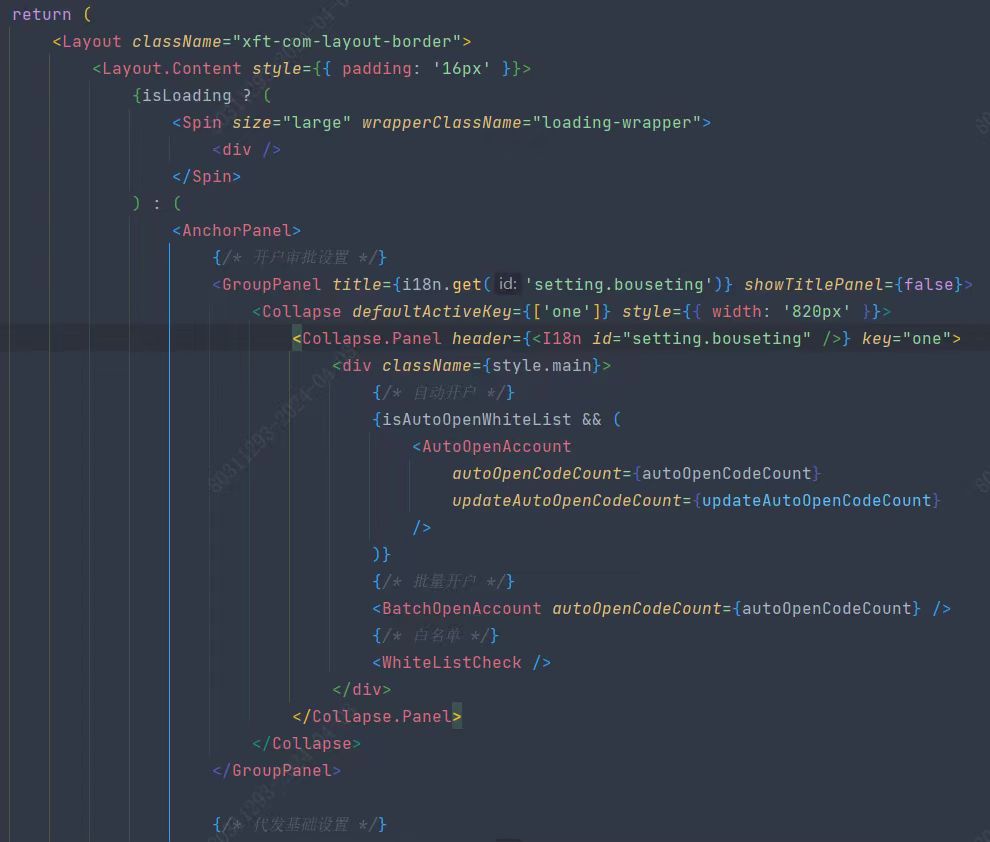 return (
<Layout className="xft-com-layout-border">
<Layout.Content style={{ padding: '16px' }}>
{isLoading ? (
<Spin size="large" wrapperClassName="loading-wrapper">
<div />
</Spin>
) : (
<AnchorPanel>
{/* 开户审批设置 */}
<GroupPanel title={i18n.get( id: 'setting.bouseting')} showTitlePanel={false}>
<Collapse defaultActiveKey={['one']} style={{ width: '820px' }}>
<Collapse.Panel header={<I18n id="setting.bouseting" />} key="one">
<div className={style.main}>
{/* 自动开户 */}
{isAutoOpenWhiteList && (
<AutoOpenAccount
autoOpenCodeCount={autoOpenCodeCount}
updateAutoOpenCodeCount={updateAutoOpenCodeCount}
/>
)}
{/* 批量开户 */}
<BatchOpenAccount autoOpenCodeCount={autoOpenCodeCount} />
{/* 白名单 */}
<WhiteListCheck />
</div>
</Collapse.Panel>
</Collapse>
</GroupPanel>
{/* 代发基础设置 */}